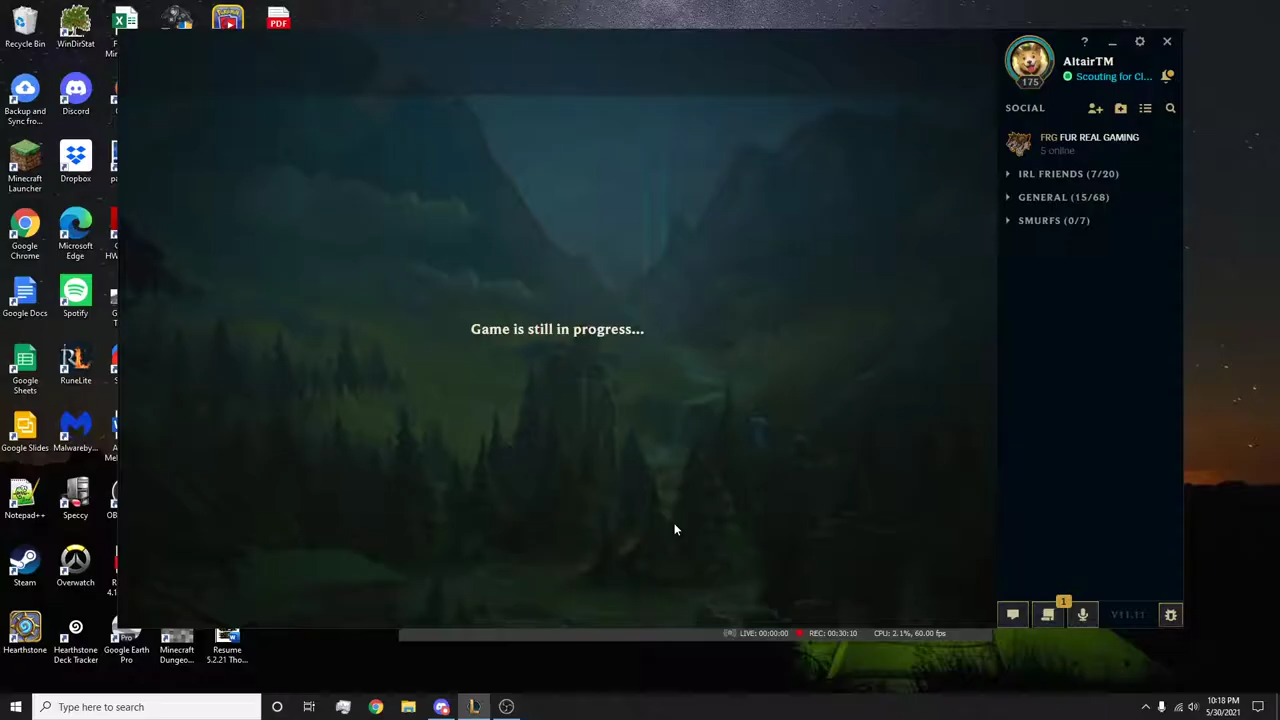 Recycle Bin
WinDirStat
PDF
Backup and
Sync fro...
Discord
Minecraft
Launcher
Dropbox
Google
Chrome
Microsoft
Edge
Google Docs
Spotify
Google
Sheets
RuneLite
Google Slides
Malwareby...
Notepad++
Speccy
Steam
Overwatch
Hearthstone
Hearthstone
Deck Tracker
Google Earth
Pro
Minecraft
Dungeo...
Resume
5.2.21 Tho...
Game is still in progress...
?
175
AltairTM
Scouting for Cl...
SOCIAL
FRG FUR REAL GAMING
5 online
IRL FRIENDS (7/20)
GENERAL (15/68)
SMURFS (0/7)
1
V11.11
LIVE: 00:00:00
REC: 00:30:10
CPU: 2.1%, 60.00 fps
Type here to search
10:18 PM
5/30/2021